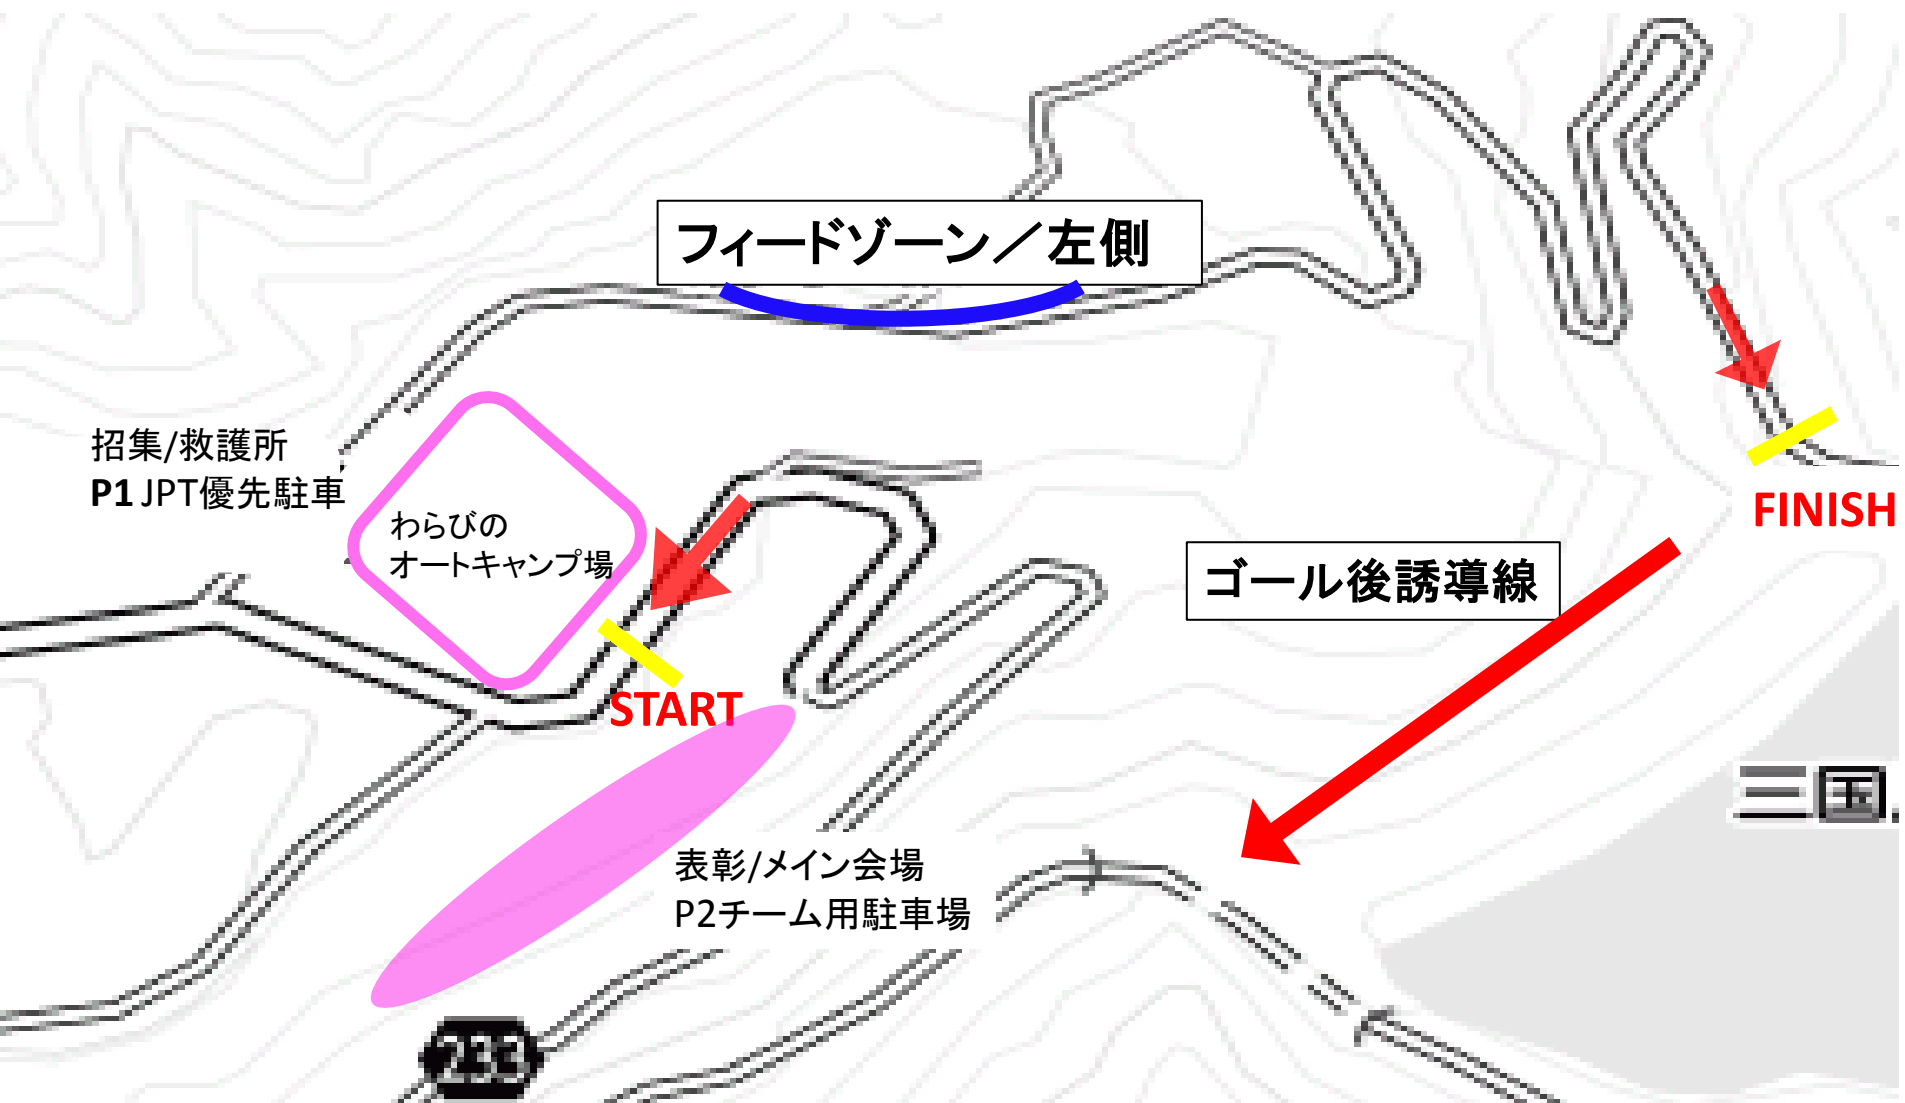 フィードゾーン／左側
招集/救護所
P1 JPT優先駐車
わらびの
オートキャンプ場
FINISH
ゴール後誘導線
START
三国
表彰/メイン会場
P2チーム用駐車場
233